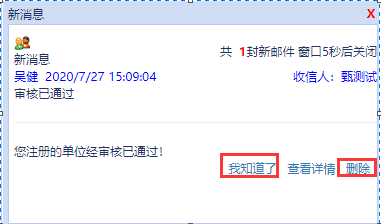 新消息 X
共 1封新邮件 窗口5秒后关闭
新消息
吴健 2020/7/27 15:09:04 收信人：甄测试
审核已通过
您注册的单位经审核已通过！
我知道了 查看详情 删除